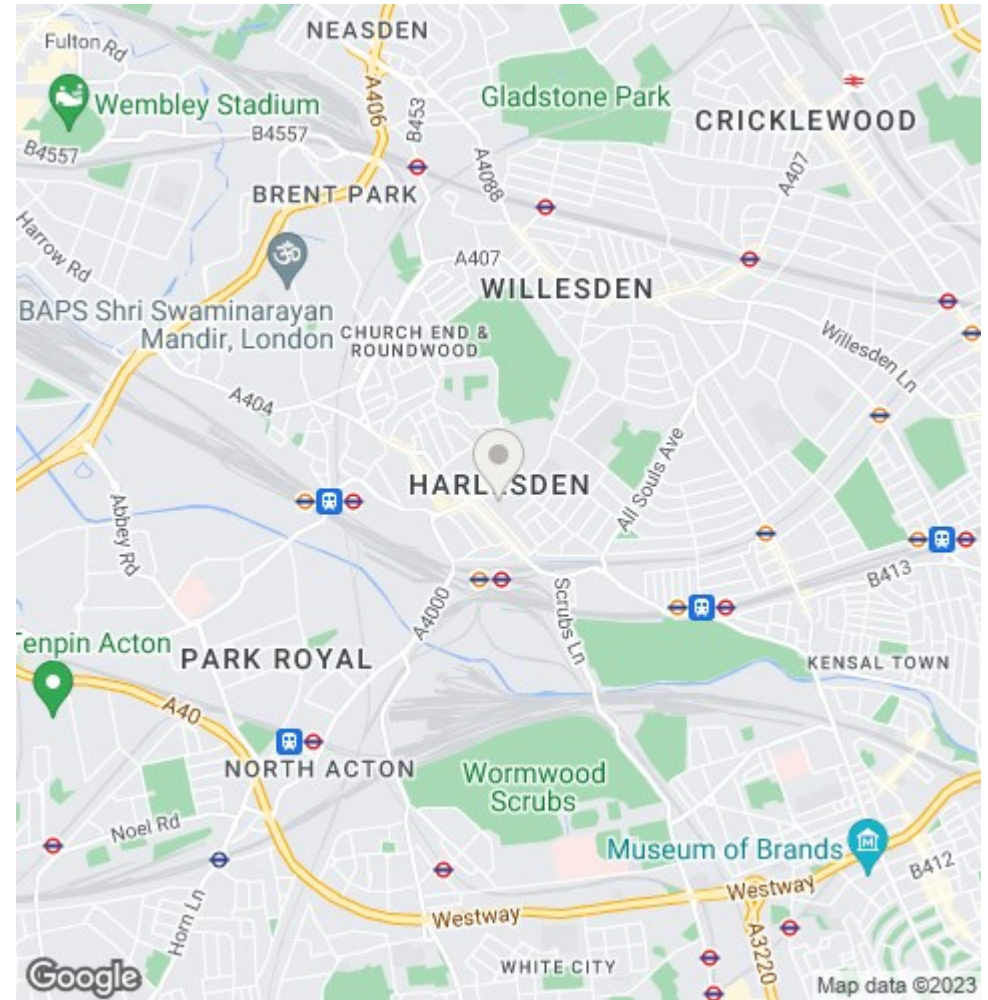 NEASDEN
Fulton Rd
Wembley Stadium
A406
B453
Gladstone Park
CRICKLEWOOD
B4557
B4557
A4088
A407
BRENT PARK
Harrow Rd
A407
WILLESDEN
BAPS Shri Swaminarayan
Mandir, London
CHURCH END &
ROUNDWOOD
Willesden Ln
A404
HARLESDEN
All Souls Ave
Abbey Rd
B413
A4000
Scrubs Ln
Tenpin Acton
PARK ROYAL
KENSAL TOWN
A40
NORTH ACTON
Wormwood
Scrubs
Noel Rd
Museum of Brands
B412
Westway
Westway
Horn Ln
A3220
WHITE CITY
Google
Map data ©2023